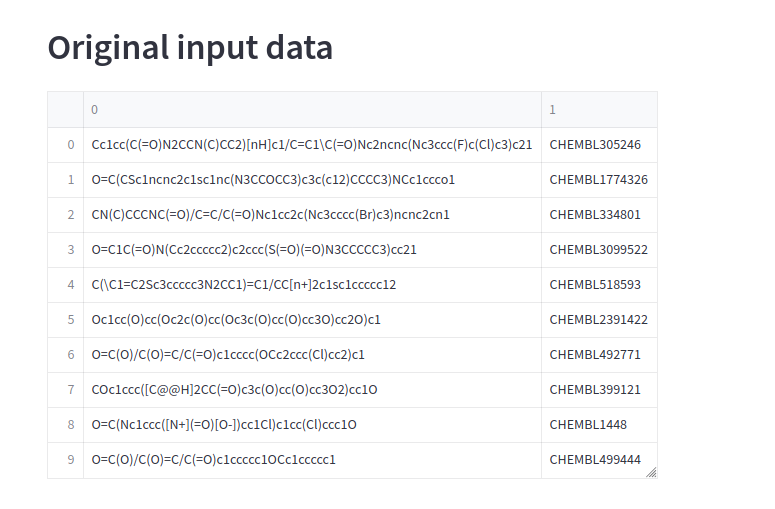 Original input data
0 1
0 Cc1cc(C(=O)N2CCN(C)CC2)[nH]c1/C=C1\C(=O)Nc2ncnc(Nc3ccc(F)c(Cl)c3)c21 CHEMBL305246
1 O=C(CSc1ncnc2c1sc1nc(N3CCOCC3)c3c(c12)CCCC3)NCc1ccco1 CHEMBL1774326
2 CN(C)CCCNC(=O)/C=C/C(=O)Nc1cc2c(Nc3cccc(Br)c3)ncnc2cn1 CHEMBL334801
3 O=C1C(=O)N(Cc2ccccc2)c2ccc(S(=O)(=O)N3CCCCC3)cc21 CHEMBL3099522
4 C(\C1=C2Sc3ccccc3N2CC1)=C1/CC[n+]2c1sc1ccccc12 CHEMBL518593
5 Oc1cc(O)cc(Oc2c(O)cc(Oc3c(O)cc(O)cc3O)cc2O)c1 CHEMBL2391422
6 O=C(O)/C(O)=C/C(=O)c1cccc(OCc2ccc(Cl)cc2)c1 CHEMBL492771
7 COc1ccc([C@@H]2CC(=O)c3c(O)cc(O)cc3O2)cc1O CHEMBL399121
8 O=C(Nc1ccc([N+](=O)[O-])cc1Cl)c1cc(Cl)ccc1O CHEMBL1448
9 O=C(O)/C(O)=C/C(=O)c1ccccc1OCc1ccccc1 CHEMBL499444